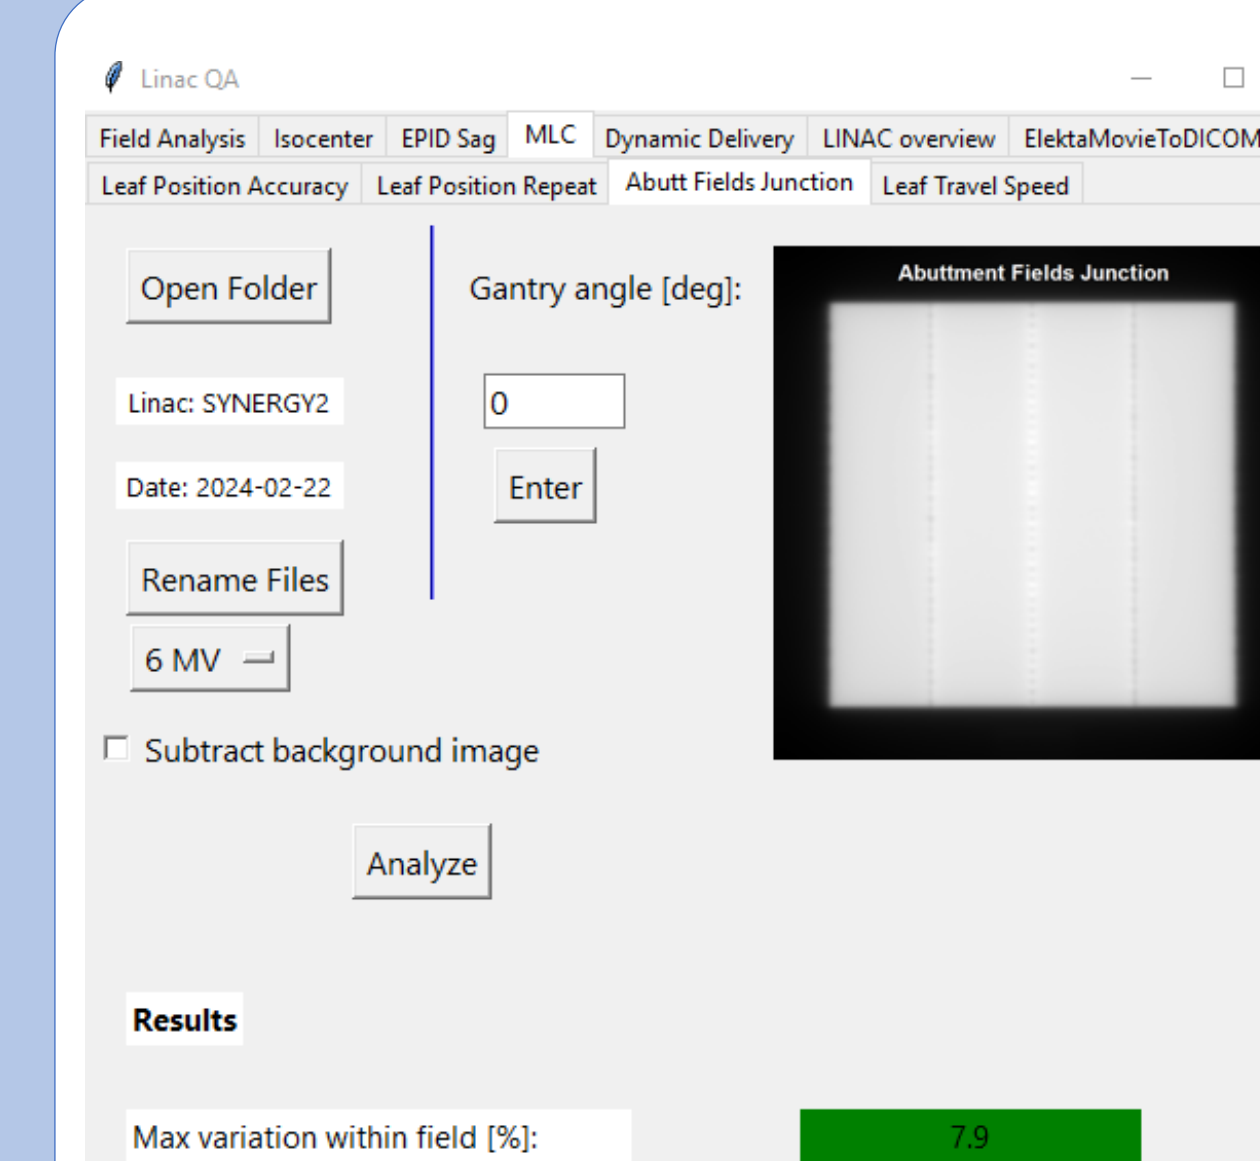 Linac QA
Field Analysis Isocenter EPID Sag MLC Dynamic Delivery LINAC overview ElektaMovieToDICOM
Leaf Position Accuracy Leaf Position Repeat Abutt Fields Junction Leaf Travel Speed
Open Folder
Gantry angle [deg]:
Abuttment Fields Junction
Linac: SYNERGY2
0
Date: 2024-02-22
Enter
Rename Files
6 MV
Subtract background image
Analyze
Results
Max variation within field [%]: 7.9